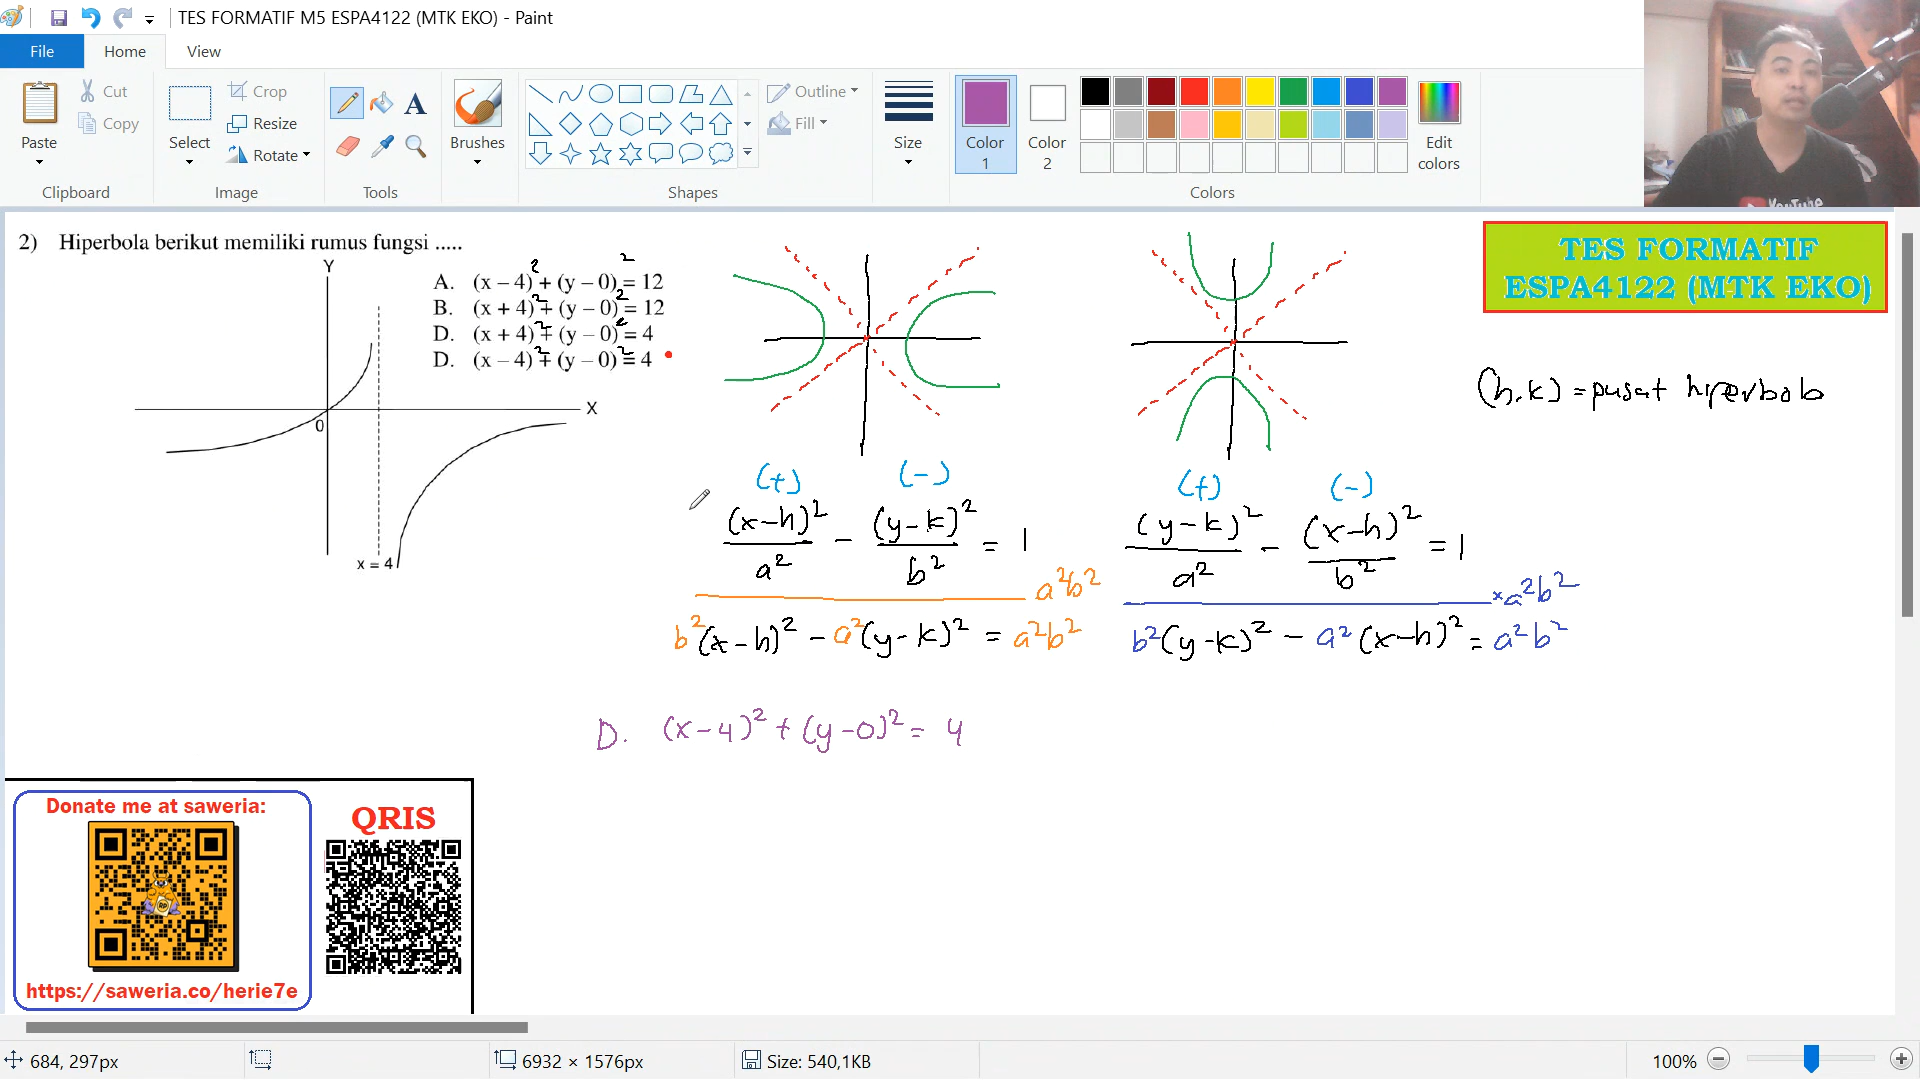 TES FORMATIF M5 ESPA4122 (MTK EKO) - Paint
File
Home
View
Paste
Cut
Copy
Clipboard
Select
Crop
Resize
Rotate
Image
Tools
Brushes
Shapes
Outline
Fill
Size
Color 1
Color 2
Edit colors
Colors
YouTube
2) Hiperbola berikut memiliki rumus fungsi .....
A. (x – 4)² + (y – 0)² = 12
B. (x + 4)² + (y – 0)² = 12
D. (x + 4)² + (y – 0)² = 4
D. (x – 4)² + (y – 0)² = 4
Y
X
0
x = 4
TES FORMATIF
ESPA4122 (MTK EKO)
(h,k) = pusat hiperbola
(+) (-)
(x-h)²/a² - (y-k)²/b² = 1
a²b²
b²(x-h)² - a²(y-k)² = a²b²
(+) (-)
(y-k)²/a² - (x-h)²/b² = 1
×a²b²
b²(y-k)² - a²(x-h)² = a²b²
D. (x-4)² + (y-0)² = 4
Donate me at saweria:
RP
https://saweria.co/herie7e
QRIS
684, 297px
6932 × 1576px
Size: 540,1KB
100%